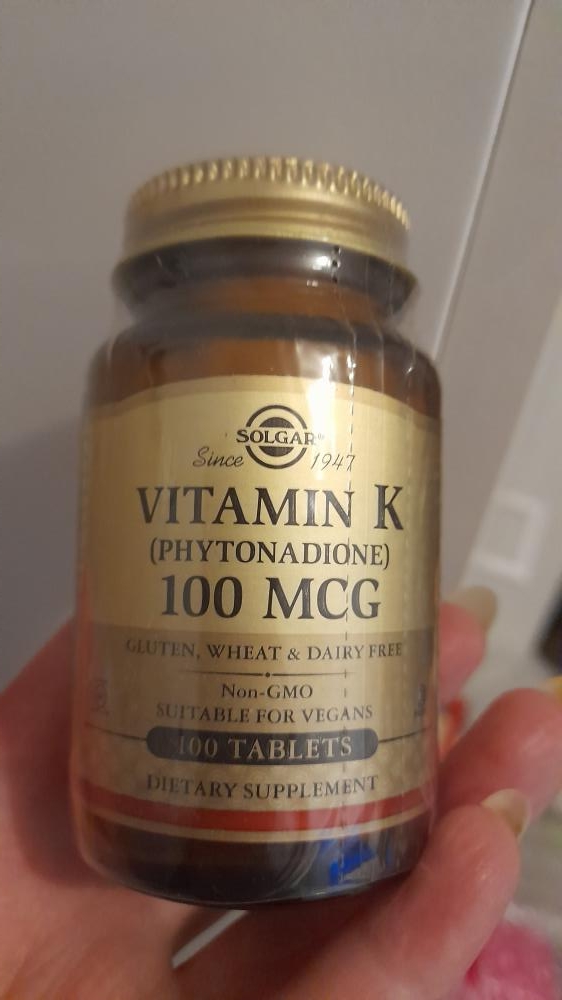 SOLGAR®
Since 1947
VITAMIN K
(PHYTONADIONE)
100 MCG
GLUTEN, WHEAT & DAIRY FREE
Non-GMO
SUITABLE FOR VEGANS
100 TABLETS
DIETARY SUPPLEMENT